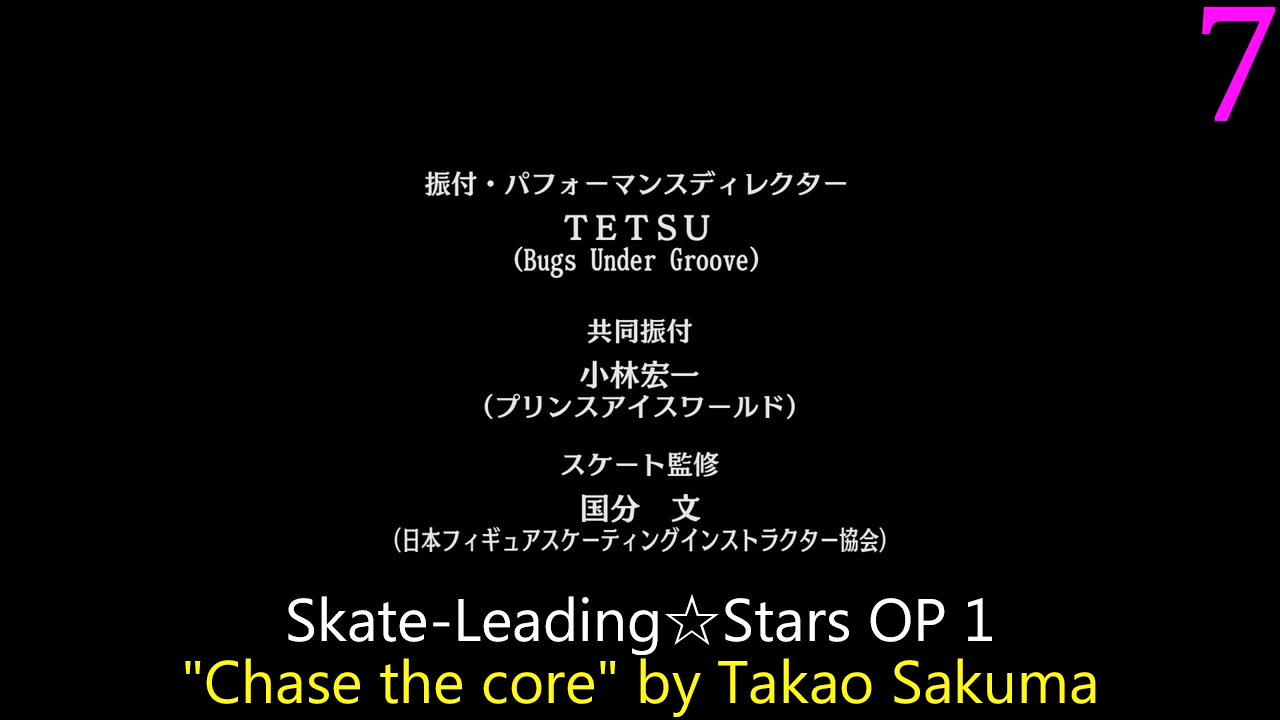 7
振付・パフォーマンスディレクター
TETSU
(Bugs Under Groove)
共同振付
小林宏一
（プリンスアイスワールド）
スケート監修
国分　文
(日本フィギュアスケーティングインストラクター協会)
Skate-Leading☆Stars OP 1
"Chase the core" by Takao Sakuma